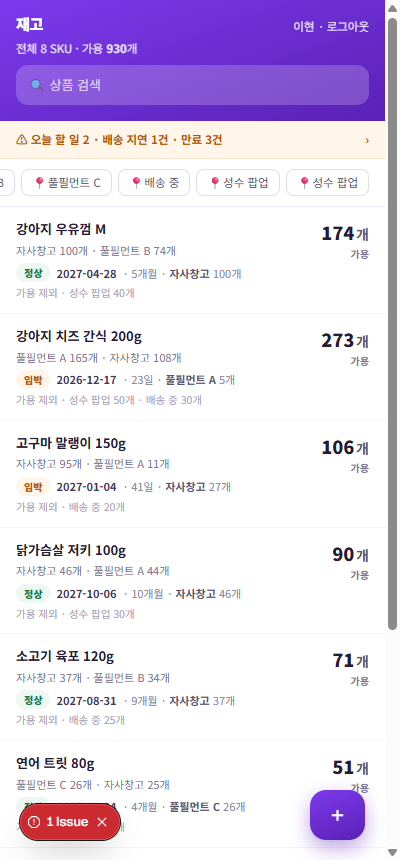 재고
이현 · 로그아웃
전체 8 SKU · 가용 930개
상품 검색
오늘 할 일 2 · 배송 지연 1건 · 만료 3건 ›
B 풀필먼트 C 배송 중 성수 팝업 성수 팝업
강아지 우유껌 M
174개
자사창고 100개 · 풀필먼트 B 74개
가용
정상 2027-04-28 · 5개월 · 자사창고 100개
가용 제외 · 성수 팝업 40개
강아지 치즈 간식 200g
273개
풀필먼트 A 165개 · 자사창고 108개
가용
임박 2026-12-17 · 23일 · 풀필먼트 A 5개
가용 제외 · 성수 팝업 50개 · 배송 중 30개
고구마 말랭이 150g
106개
자사창고 95개 · 풀필먼트 A 11개
가용
임박 2027-01-04 · 41일 · 자사창고 27개
가용 제외 · 배송 중 20개
닭가슴살 저키 100g
90개
자사창고 46개 · 풀필먼트 A 44개
가용
정상 2027-10-06 · 10개월 · 자사창고 46개
가용 제외 · 성수 팝업 30개
소고기 육포 120g
71개
자사창고 37개 · 풀필먼트 B 34개
가용
정상 2027-08-31 · 9개월 · 자사창고 37개
가용 제외 · 배송 중 25개
연어 트릿 80g
51개
풀필먼트 C 26개 · 자사창고 25개
가용
4 · 4개월 · 풀필먼트 C 26개
1 Issue
+